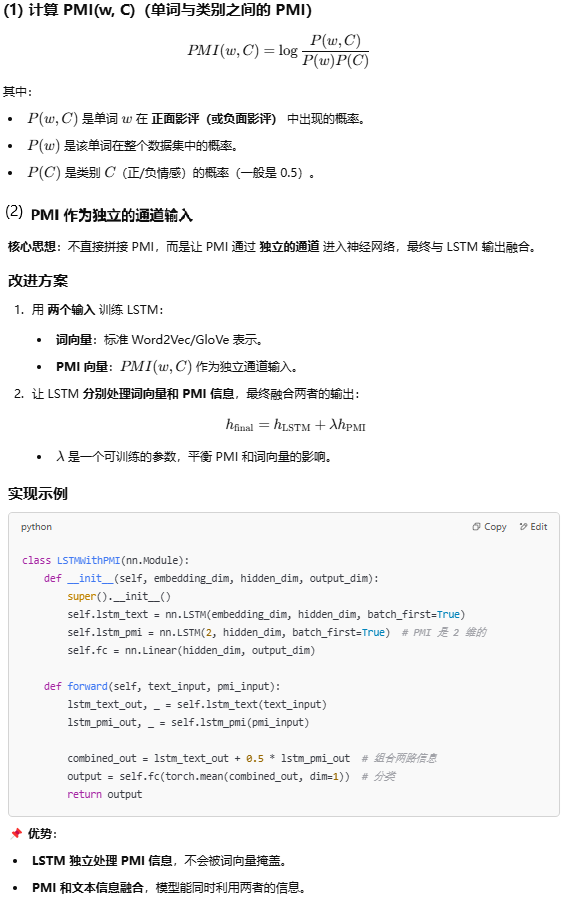 (1) 计算 PMI(w, C)（单词与类别之间的 PMI）
PMI(w, C) = log P(w, C) / P(w)P(C)
其中：
• P(w, C) 是单词 w 在 正面影评（或负面影评） 中出现的概率。
• P(w) 是该单词在整个数据集中的概率。
• P(C) 是类别 C（正/负情感）的概率（一般是 0.5）。
(2) PMI 作为独立的通道输入
核心思想：不直接拼接 PMI，而是让 PMI 通过 独立的通道 进入神经网络，最终与 LSTM 输出融合。
改进方案
1. 用 两个输入 训练 LSTM：
• 词向量：标准 Word2Vec/GloVe 表示。
• PMI 向量：PMI(w, C) 作为独立通道输入。
2. 让 LSTM 分别处理词向量和 PMI 信息，最终融合两者的输出：
h_final = h_LSTM + λh_PMI
• λ 是一个可训练的参数，平衡 PMI 和词向量的影响。
实现示例
python Copy Edit
class LSTMWithPMI(nn.Module):
    def __init__(self, embedding_dim, hidden_dim, output_dim):
        super().__init__()
        self.lstm_text = nn.LSTM(embedding_dim, hidden_dim, batch_first=True)
        self.lstm_pmi = nn.LSTM(2, hidden_dim, batch_first=True)  # PMI 是 2 维的
        self.fc = nn.Linear(hidden_dim, output_dim)
    def forward(self, text_input, pmi_input):
        lstm_text_out, _ = self.lstm_text(text_input)
        lstm_pmi_out, _ = self.lstm_pmi(pmi_input)
        combined_out = lstm_text_out + 0.5 * lstm_pmi_out  # 组合两路信息
        output = self.fc(torch.mean(combined_out, dim=1))  # 分类
        return output
📌 优势：
• LSTM 独立处理 PMI 信息，不会被词向量掩盖。
• PMI 和文本信息融合，模型能同时利用两者的信息。